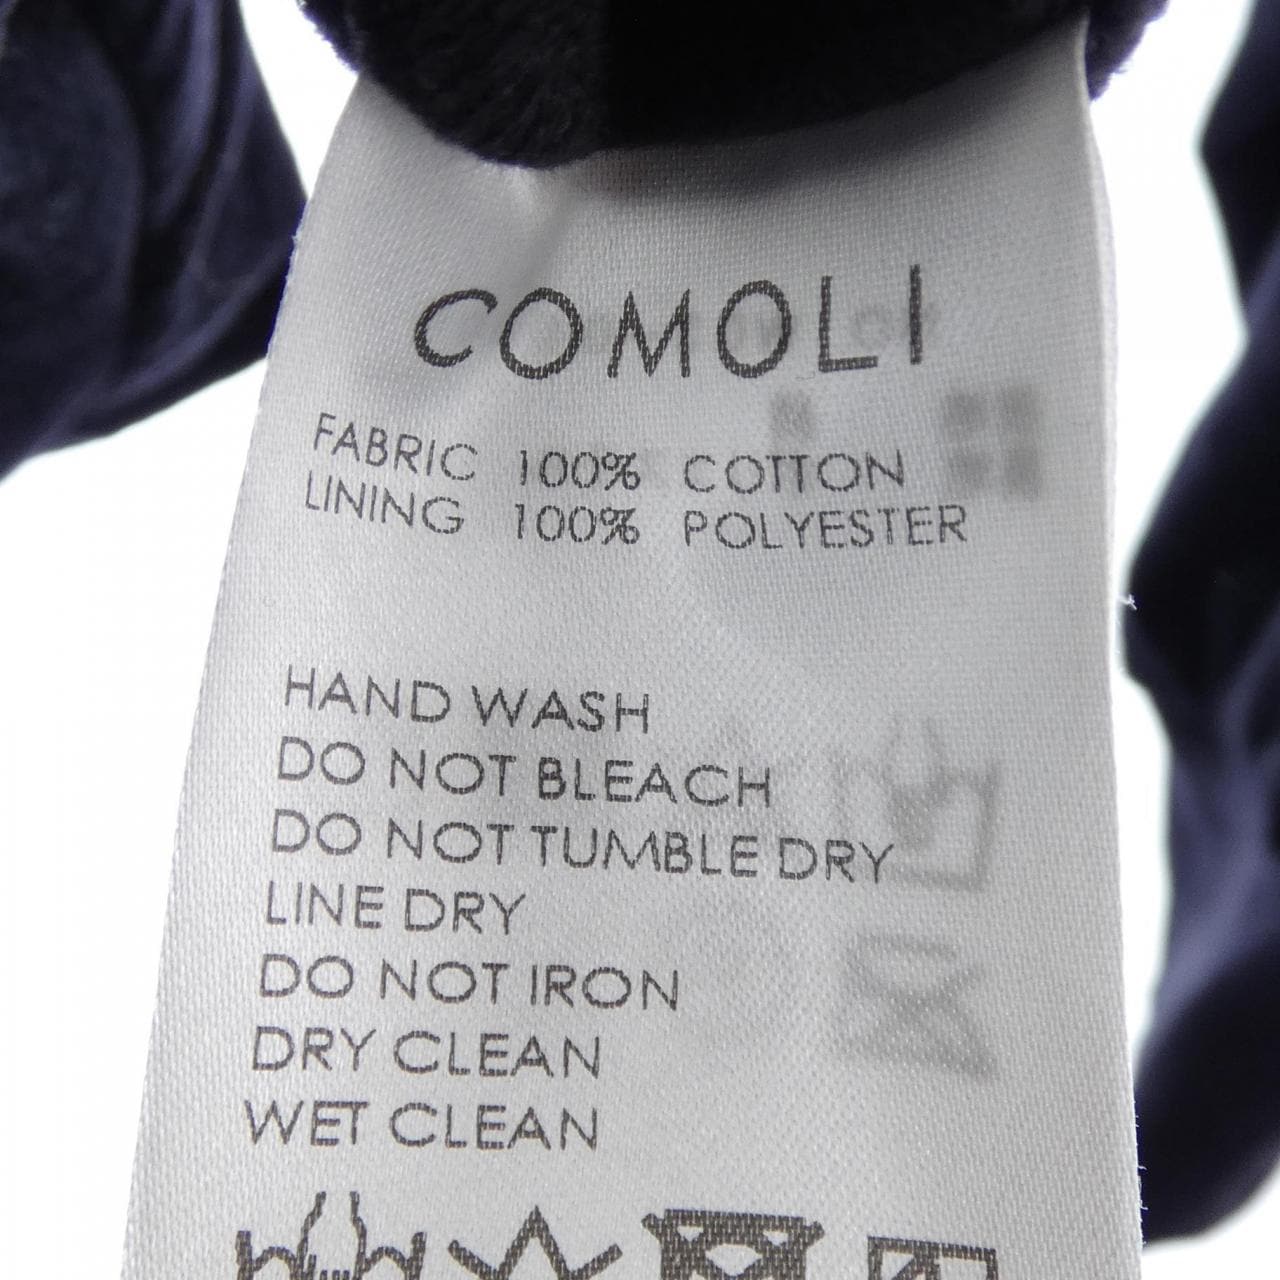 COMOLI
FABRIC 100% COTTON
LINING 100% POLYESTER
HAND WASH
DO NOT BLEACH
DO NOT TUMBLE DRY
LINE DRY
DO NOT IRON
DRY CLEAN
WET CLEAN